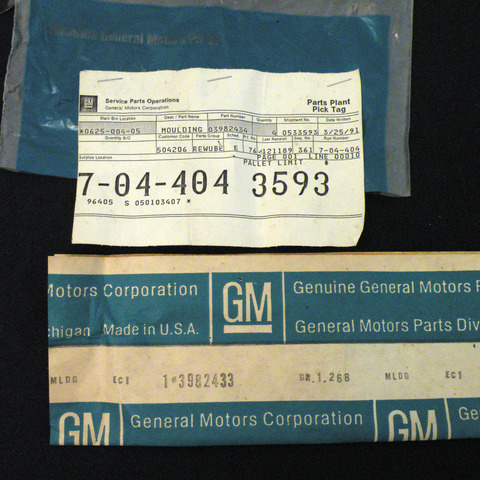 Genuine General Motors Parts
GM Service Parts Operations
General Motors Corporation
Parts Plant
Pick Tag
Main Bin Location Desc / Part Name Part Number Quantity Shipment No. Date Written
*0625-004-05 MOULDING 03982434 4 0533593 3/25/91
Quantity B/O Customer Code Parts Group Sched. Last Receipt Seq. No. Run Number
504206 REWUBE E 76 121189 361 7-04-404
Surplus Location PAGE 001 LINE 00010
PALLET LIMIT
7-04-404 3593
96405 S 050103407 *
Motors Corporation GM Genuine General Motors P
chigan Made in U.S.A. General Motors Parts Div
MLDG EC1 1 3982433 GR.1.268 MLDG EC1
GM General Motors Corporation GM Ge